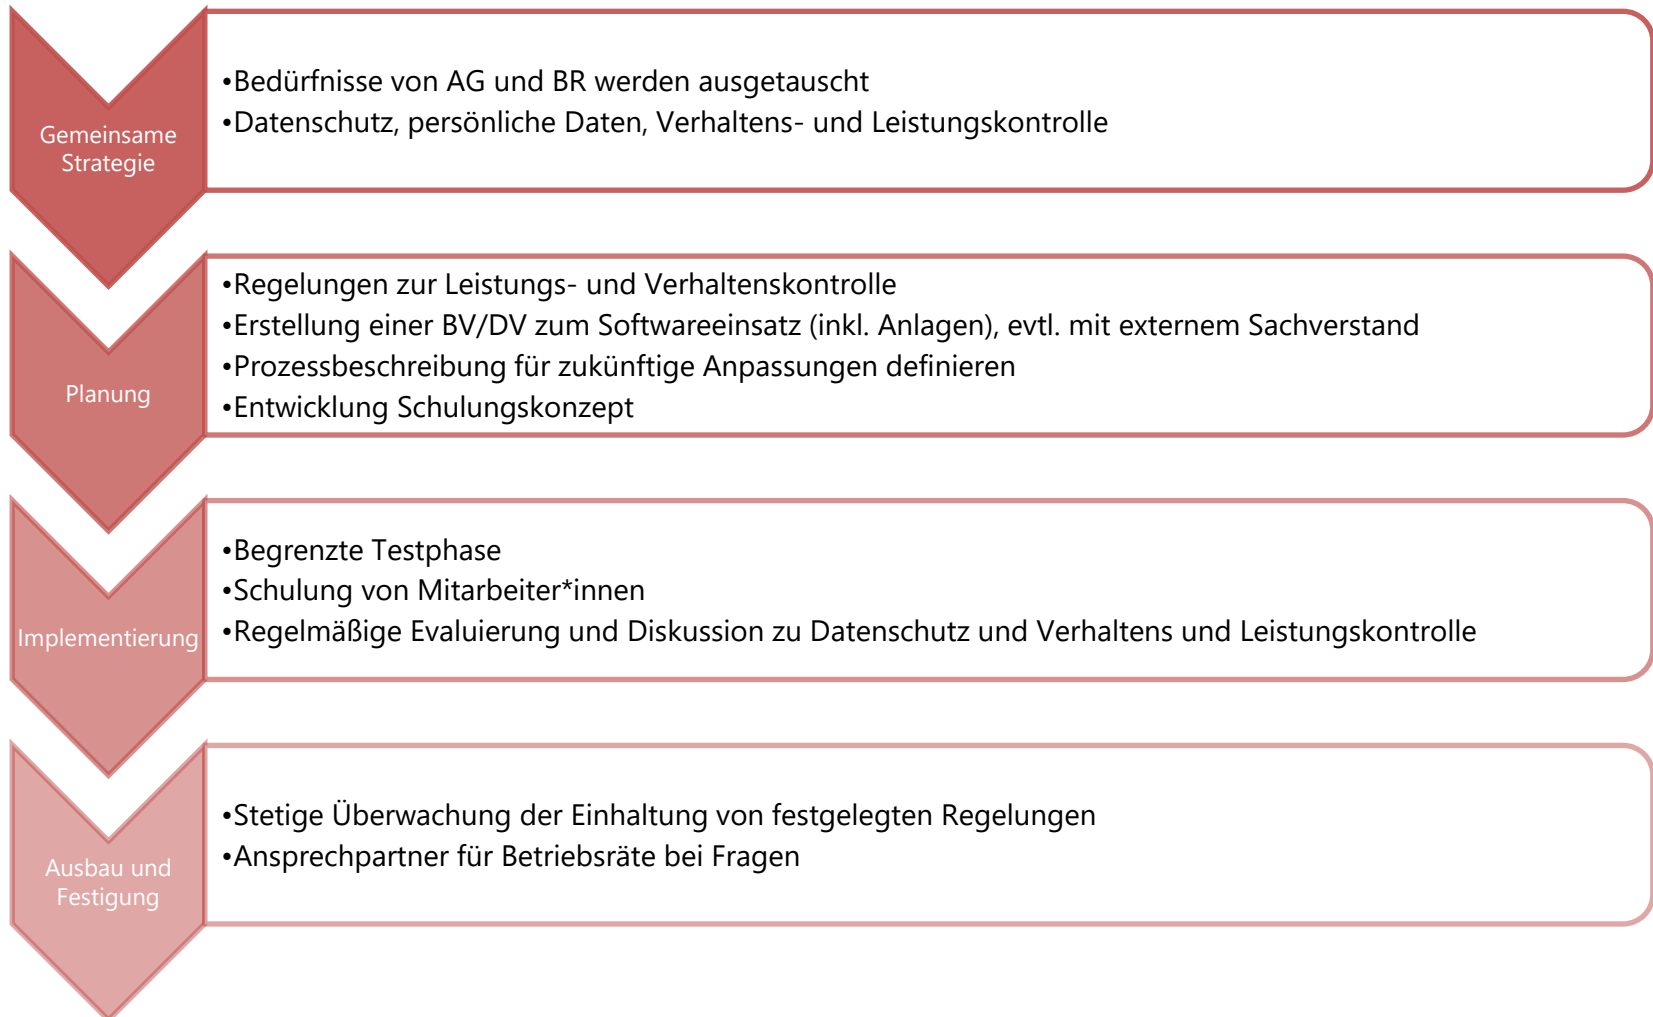 Gemeinsame
Strategie
•Bedürfnisse von AG und BR werden ausgetauscht
•Datenschutz, persönliche Daten, Verhaltens- und Leistungskontrolle
Planung
•Regelungen zur Leistungs- und Verhaltenskontrolle
•Erstellung einer BV/DV zum Softwareeinsatz (inkl. Anlagen), evtl. mit externem Sachverstand
•Prozessbeschreibung für zukünftige Anpassungen definieren
•Entwicklung Schulungskonzept
Implementierung
•Begrenzte Testphase
•Schulung von Mitarbeiter*innen
•Regelmäßige Evaluierung und Diskussion zu Datenschutz und Verhaltens und Leistungskontrolle
Ausbau und
Festigung
•Stetige Überwachung der Einhaltung von festgelegten Regelungen
•Ansprechpartner für Betriebsräte bei Fragen